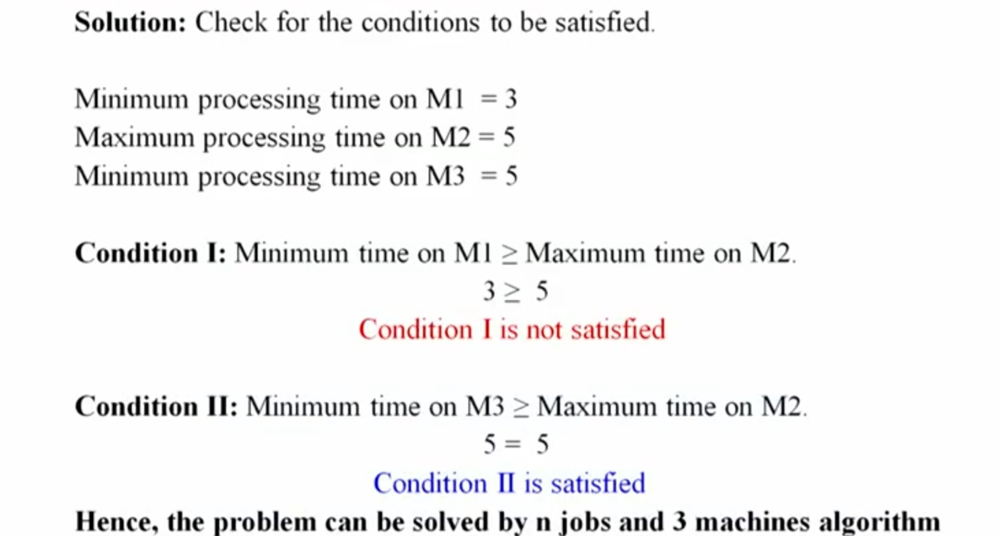 Solution: Check for the conditions to be satisfied.
Minimum processing time on M1 = 3
Maximum processing time on M2 = 5
Minimum processing time on M3 = 5
Condition I: Minimum time on M1 ≥ Maximum time on M2.
3 ≥ 5
Condition I is not satisfied
Condition II: Minimum time on M3 ≥ Maximum time on M2.
5 = 5
Condition II is satisfied
Hence, the problem can be solved by n jobs and 3 machines algorithm